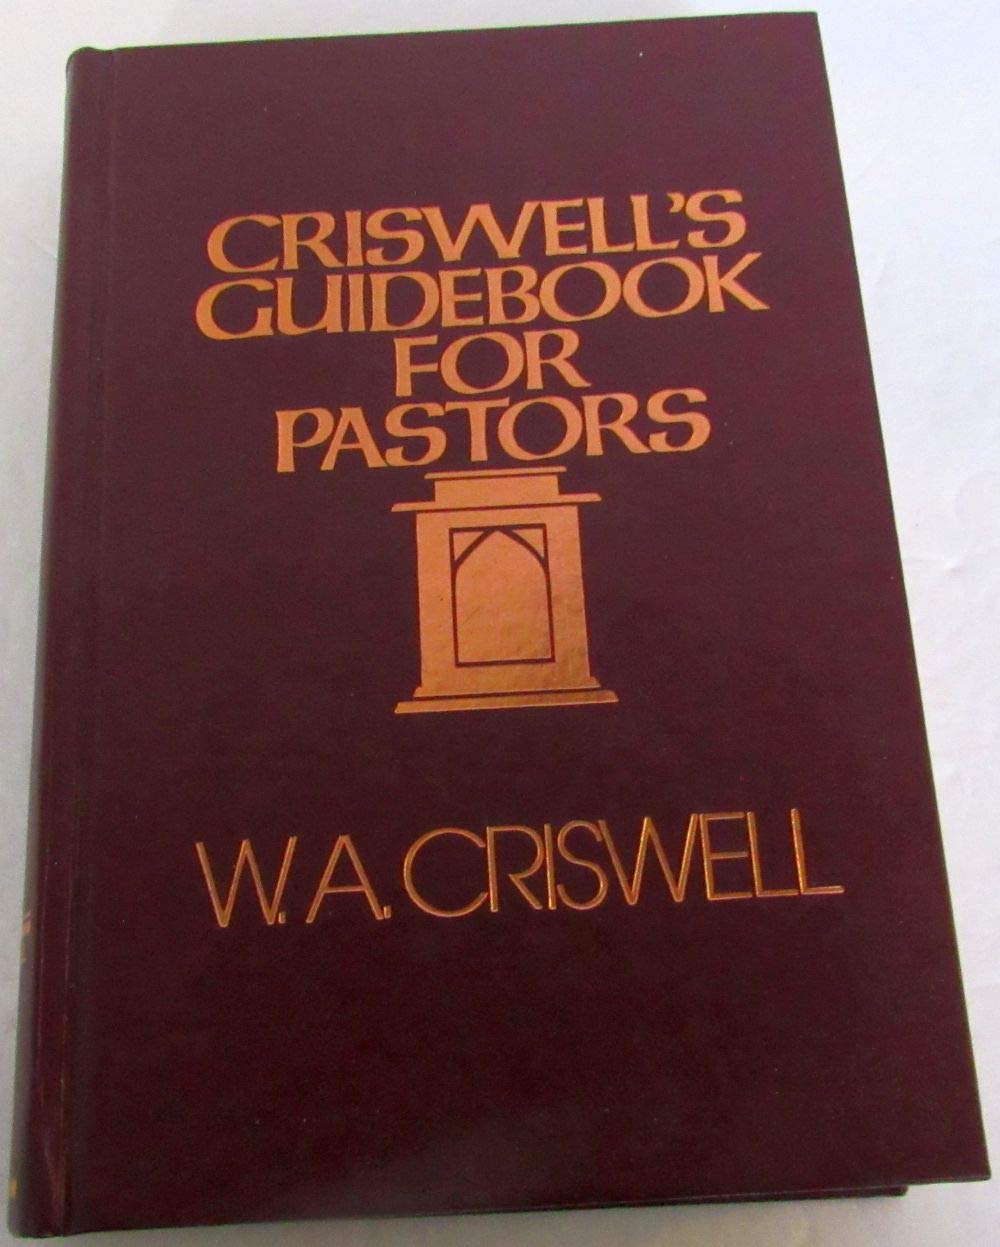 CRISWELL'S
GUIDEBOOK
FOR
PASTORS
W. A. CRISWELL